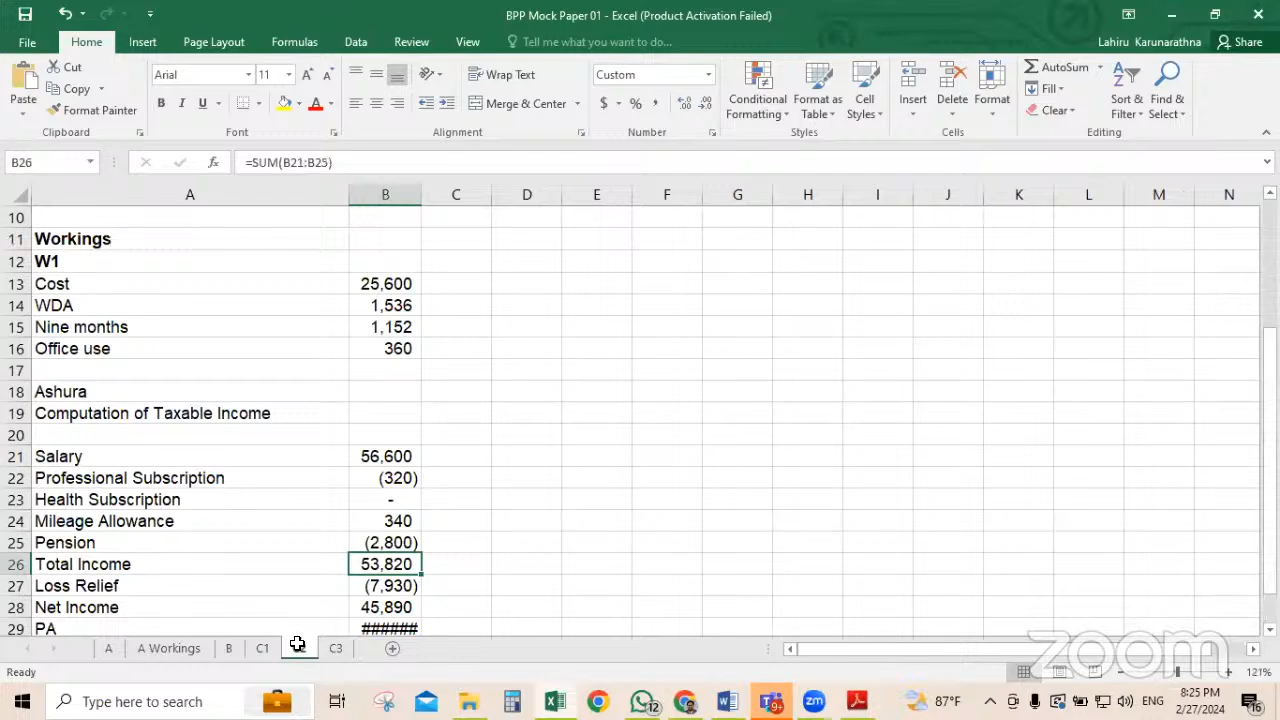 BPP Mock Paper 01 - Excel (Product Activation Failed)
File Home Insert Page Layout Formulas Data Review View Tell me what you want to do... Lahiru Karunarathna Share
Cut
Copy
Format Painter
Paste
Clipboard
Arial 11
B I U
Font
Wrap Text
Merge & Center
Alignment
Custom
$ % ,
Number
Conditional Formatting
Format as Table
Cell Styles
Styles
Insert Delete Format
Cells
AutoSum
Fill
Clear
Sort & Filter
Find & Select
Editing
B26 fx =SUM(B21:B25)
A B C D E F G H I J K L M N
10
11 Workings
12 W1
13 Cost 25,600
14 WDA 1,536
15 Nine months 1,152
16 Office use 360
17
18 Ashura
19 Computation of Taxable Income
20
21 Salary 56,600
22 Professional Subscription (320)
23 Health Subscription -
24 Mileage Allowance 340
25 Pension (2,800)
26 Total Income 53,820
27 Loss Relief (7,930)
28 Net Income 45,890
29 PA ######
A A Workings B C1 C3
zoom
Ready 121%
Type here to search 12 9+ 87°F ENG 8:25 PM
2/27/2024 16